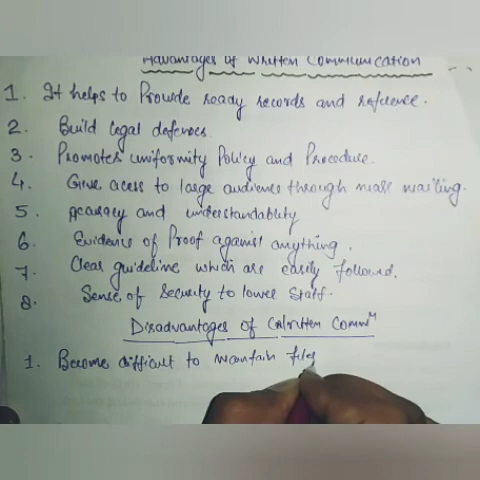 Advantages of Written Communication
1. It helps to Provide ready records and reference.
2. Build legal defences
3. Promotes uniformity Policy and Procedure.
4. Give acess to large audience through mass mailing.
5. Accuracy and understandability
6. Evidence of Proof against anything.
7. Clear guideline which are easily followed.
8. Sense of Security to lower staff.
Disadvantages of Written Commⁿ
1. Become difficult to maintain files